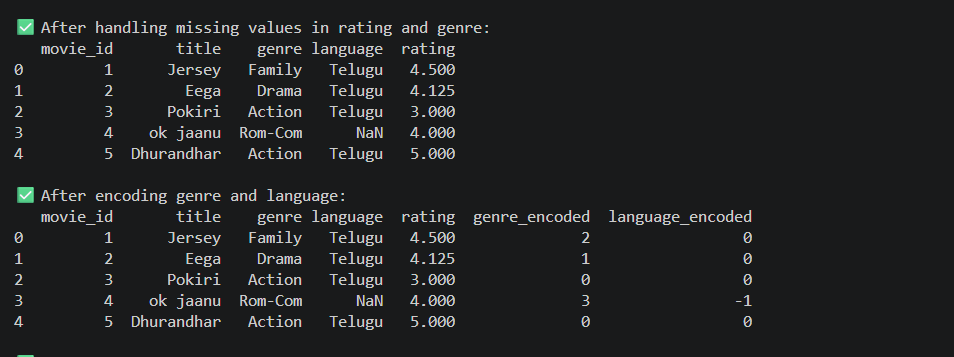 ✅ After handling missing values in rating and genre:
   movie_id      title    genre language  rating
0         1     Jersey   Family   Telugu   4.500
1         2       Eega    Drama   Telugu   4.125
2         3     Pokiri   Action   Telugu   3.000
3         4   ok jaanu  Rom-Com      NaN   4.000
4         5  Dhurandhar   Action   Telugu   5.000
✅ After encoding genre and language:
   movie_id      title    genre language  rating  genre_encoded  language_encoded
0         1     Jersey   Family   Telugu   4.500              2                 0
1         2       Eega    Drama   Telugu   4.125              1                 0
2         3     Pokiri   Action   Telugu   3.000              0                 0
3         4   ok jaanu  Rom-Com      NaN   4.000              3                -1
4         5  Dhurandhar   Action   Telugu   5.000              0                 0